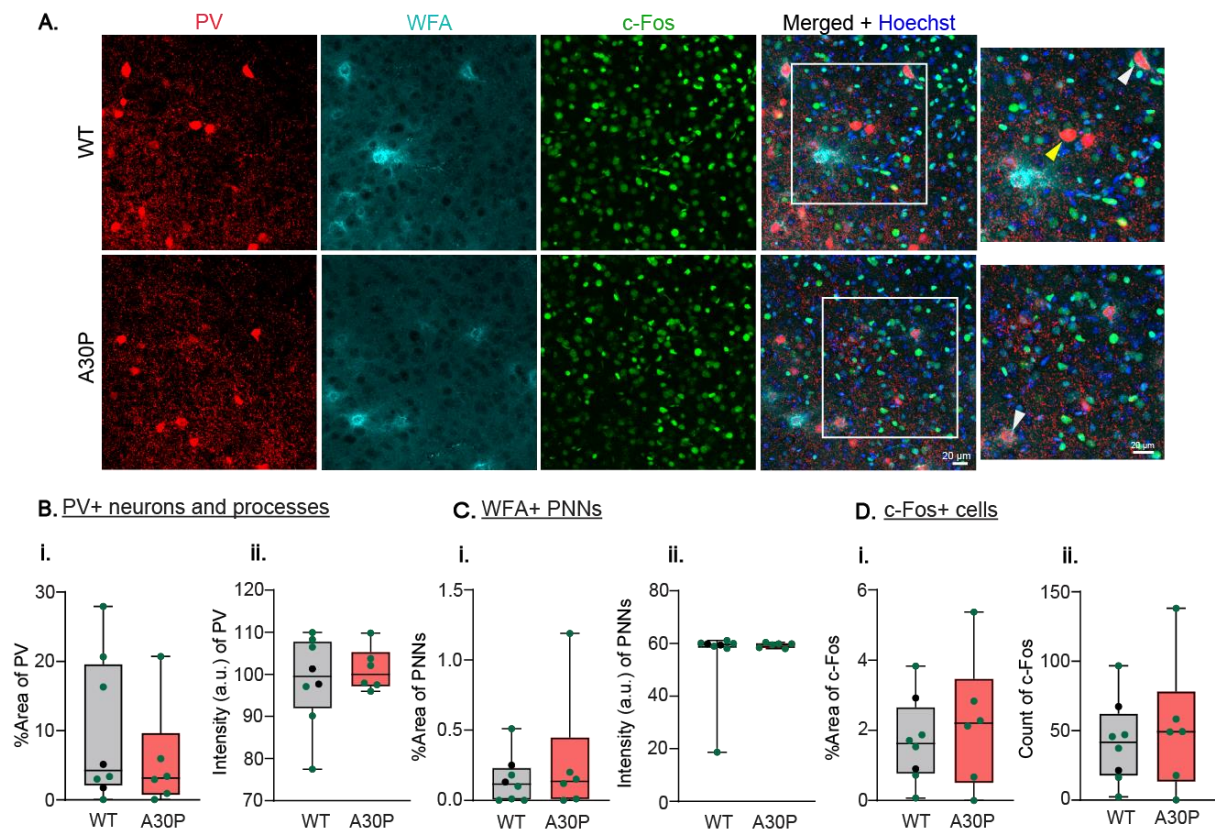 A. PV WFA c-Fos Merged + Hoechst
WT
A30P
20 µm 20 µm
B. PV+ neurons and processes C. WFA+ PNNs D. c-Fos+ cells
i. ii. i. ii. i. ii.
%Area of PV
30
20
10
0
WT A30P
Intensity (a.u.) of PV
120
110
100
90
80
70
WT A30P
%Area of PNNs
1.5
1.0
0.5
0.0
WT A30P
Intensity (a.u.) of PNNs
80
60
40
20
0
WT A30P
%Area of c-Fos
6
4
2
0
WT A30P
Count of c-Fos
150
100
50
0
WT A30P